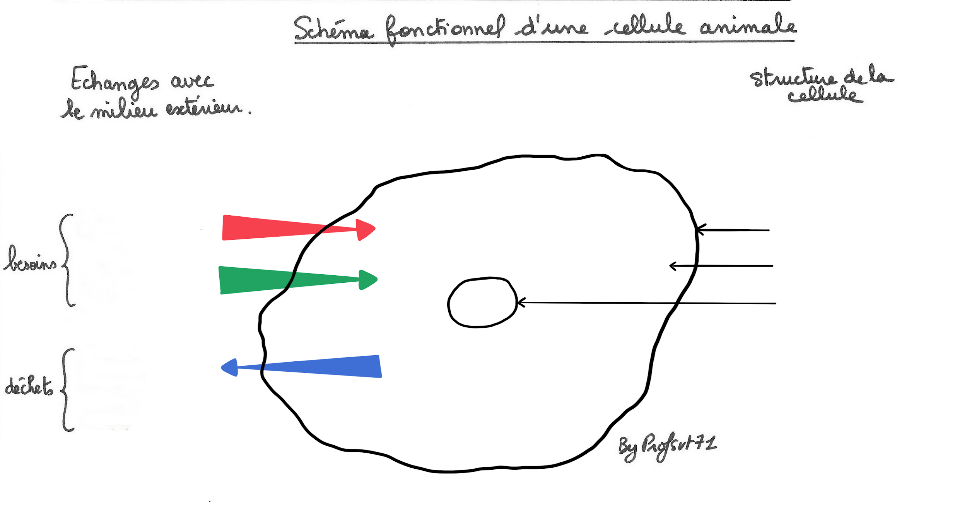 Schéma fonctionnel d'une cellule animale
Echanges avec
le milieu extérieur.
Structure de la
cellule
besoins
déchets
By Profsvt71